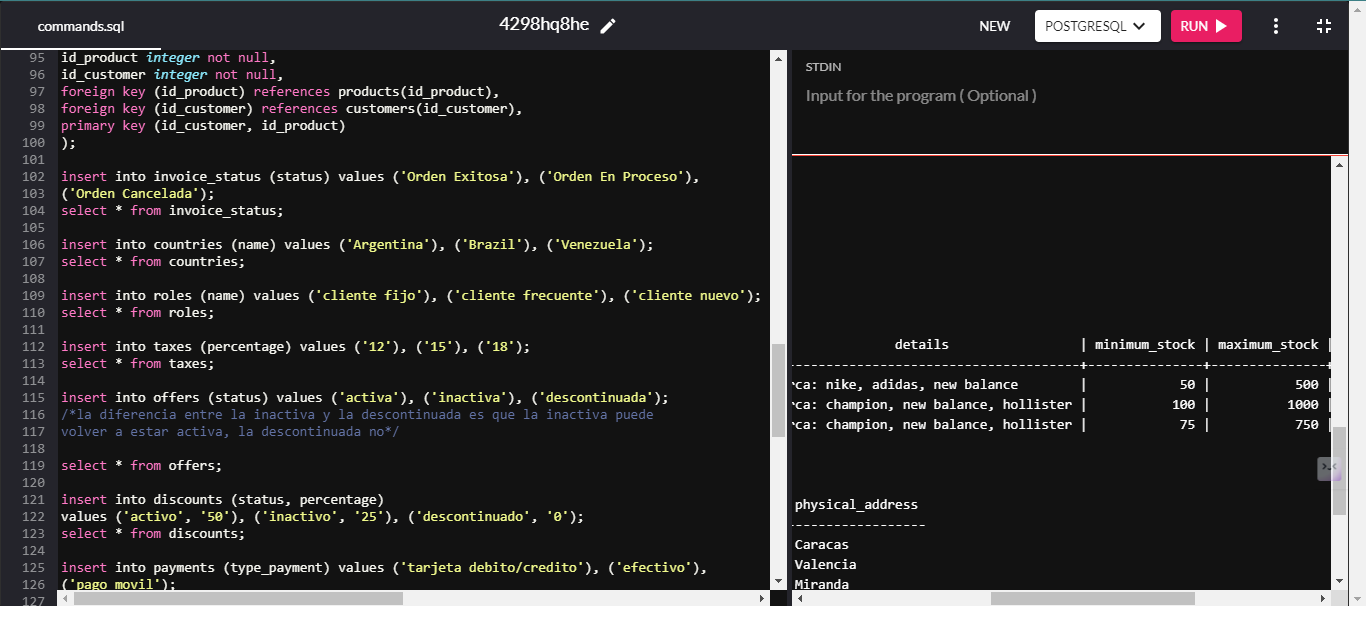 commands.sql
4298hq8he
NEW
POSTGRESQL
RUN
95 id_product integer not null,
96 id_customer integer not null,
97 foreign key (id_product) references products(id_product),
98 foreign key (id_customer) references customers(id_customer),
99 primary key (id_customer, id_product)
100 );
101
102 insert into invoice_status (status) values ('Orden Exitosa'), ('Orden En Proceso'),
103 ('Orden Cancelada');
104 select * from invoice_status;
105
106 insert into countries (name) values ('Argentina'), ('Brazil'), ('Venezuela');
107 select * from countries;
108
109 insert into roles (name) values ('cliente fijo'), ('cliente frecuente'), ('cliente nuevo');
110 select * from roles;
111
112 insert into taxes (percentage) values ('12'), ('15'), ('18');
113 select * from taxes;
114
115 insert into offers (status) values ('activa'), ('inactiva'), ('descontinuada');
116 /*la diferencia entre la inactiva y la descontinuada es que la inactiva puede
117 volver a estar activa, la descontinuada no*/
118
119 select * from offers;
120
121 insert into discounts (status, percentage)
122 values ('activo', '50'), ('inactivo', '25'), ('descontinuado', '0');
123 select * from discounts;
124
125 insert into payments (type_payment) values ('tarjeta debito/credito'), ('efectivo'),
126 ('pago movil');
127
STDIN
Input for the program ( Optional )
details | minimum_stock | maximum_stock |
rca: nike, adidas, new balance | 50 | 500 |
rca: champion, new balance, hollister | 100 | 1000 |
rca: champion, new balance, hollister | 75 | 750 |
physical_address
Caracas
Valencia
Miranda